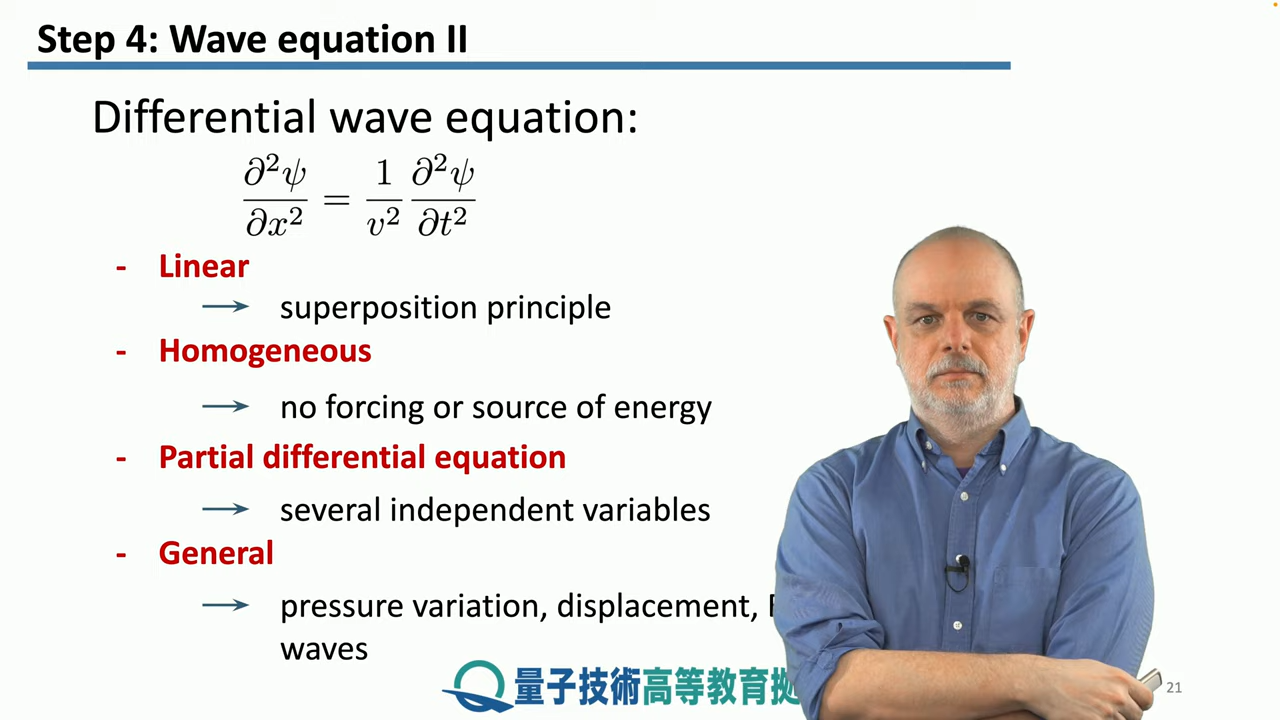 Step 4: Wave equation II
Differential wave equation:
∂²ψ/∂x² = 1/v² ∂²ψ/∂t²
- Linear
→ superposition principle
- Homogeneous
→ no forcing or source of energy
- Partial differential equation
→ several independent variables
- General
→ pressure variation, displacement,
waves
量子技術高等教育拠
21